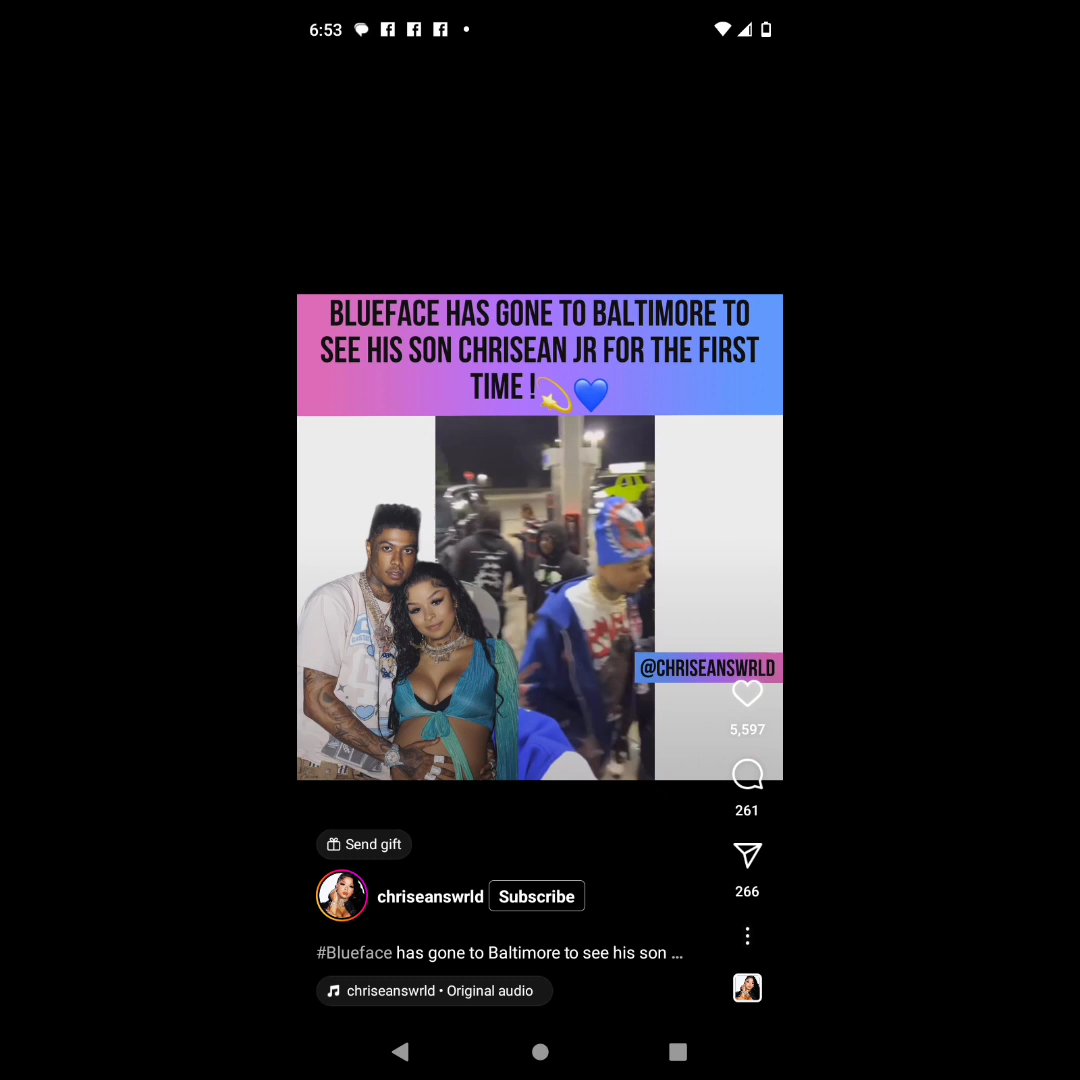 6:53
BLUEFACE HAS GONE TO BALTIMORE TO
SEE HIS SON CHRISEAN JR FOR THE FIRST
TIME !💫💙
@CHRISEANSWRLD
5,597
261
Send gift
266
chriseanswrld Subscribe
#Blueface has gone to Baltimore to see his son ...
chriseanswrld • Original audio